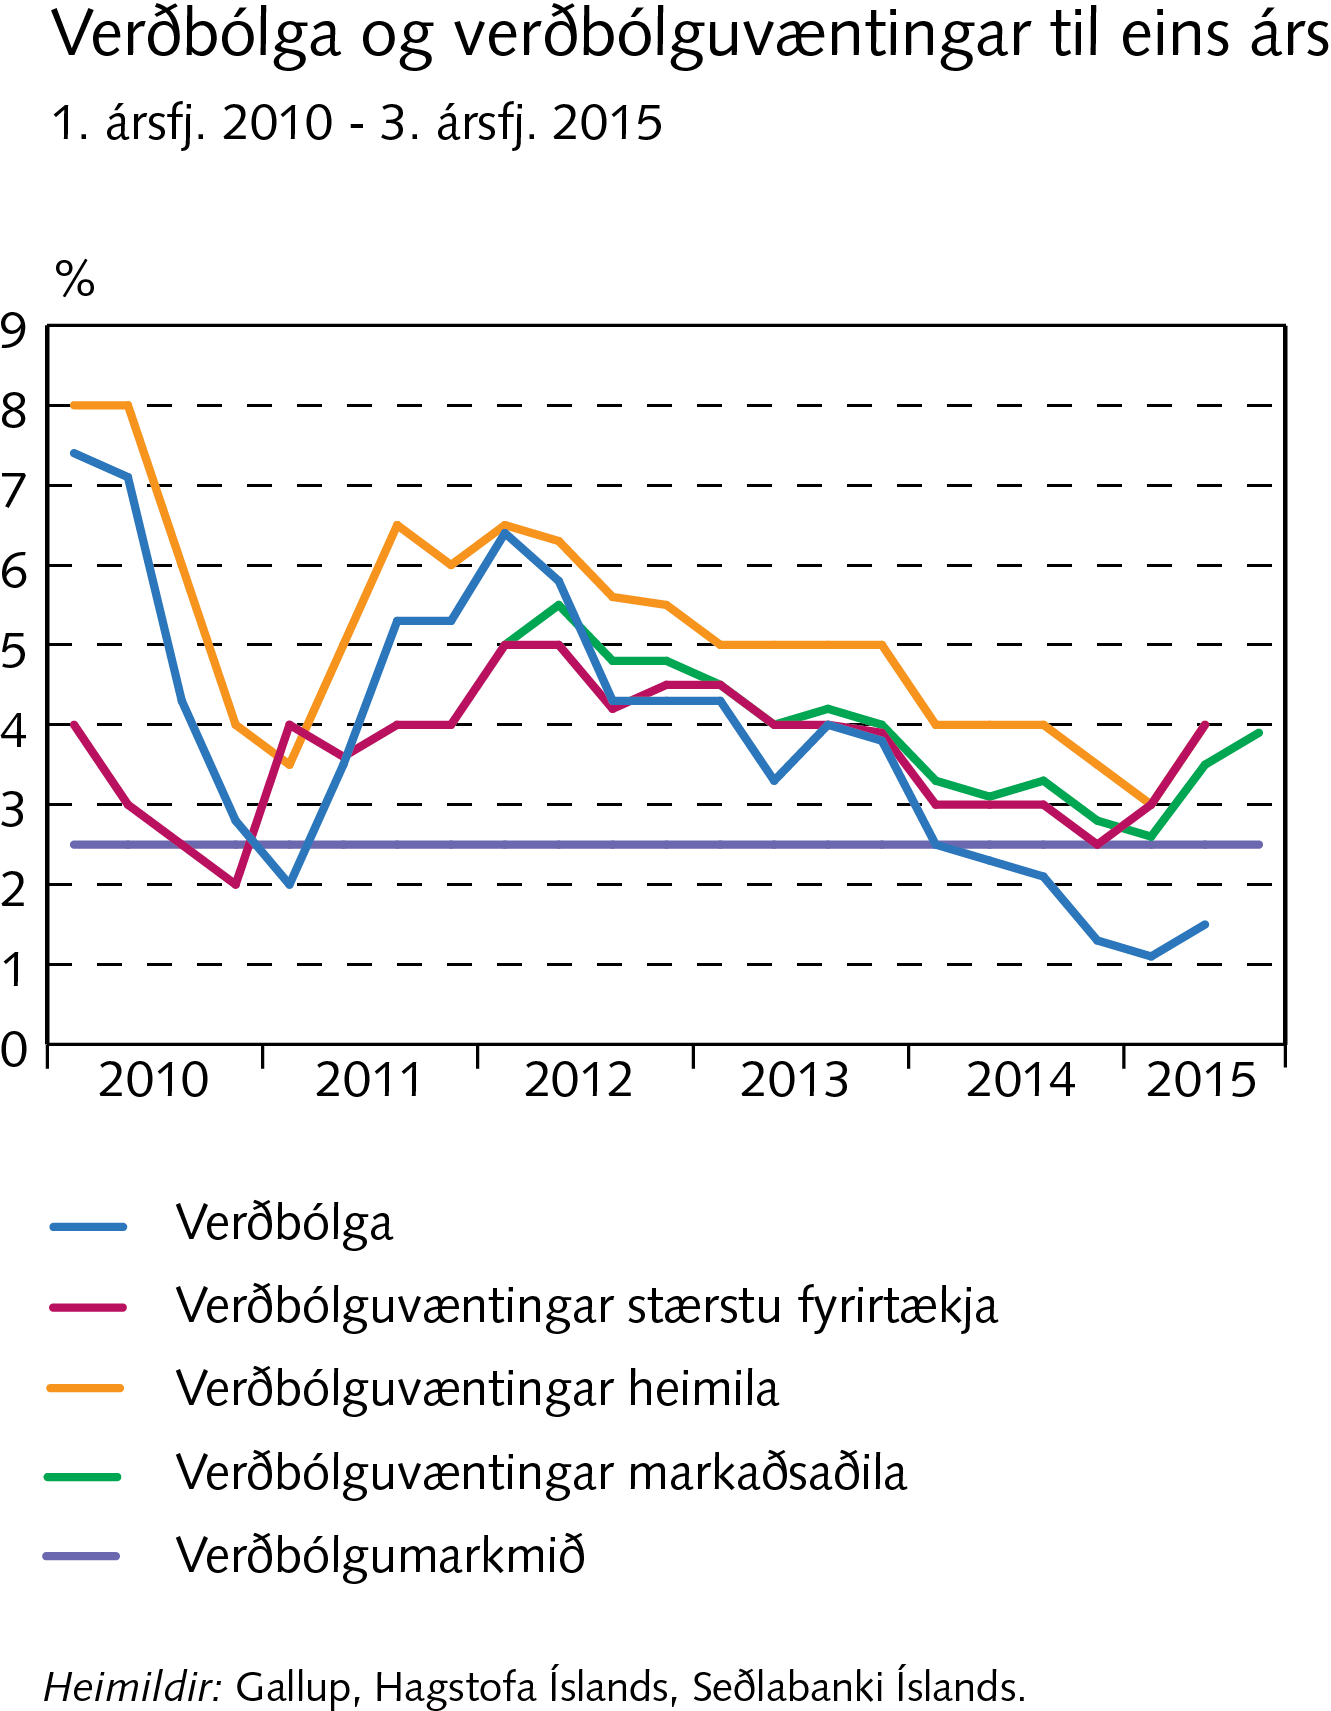 Verðbólga og verðbólguvæntingar til eins árs
1. ársfj. 2010 - 3. ársfj. 2015
%
9
8
7
6
5
4
3
2
1
0
2010 2011 2012 2013 2014 2015
Verðbólga
Verðbólguvæntingar stærstu fyrirtækja
Verðbólguvæntingar heimila
Verðbólguvæntingar markaðsaðila
Verðbólgumarkmið
Heimildir: Gallup, Hagstofa Íslands, Seðlabanki Íslands.